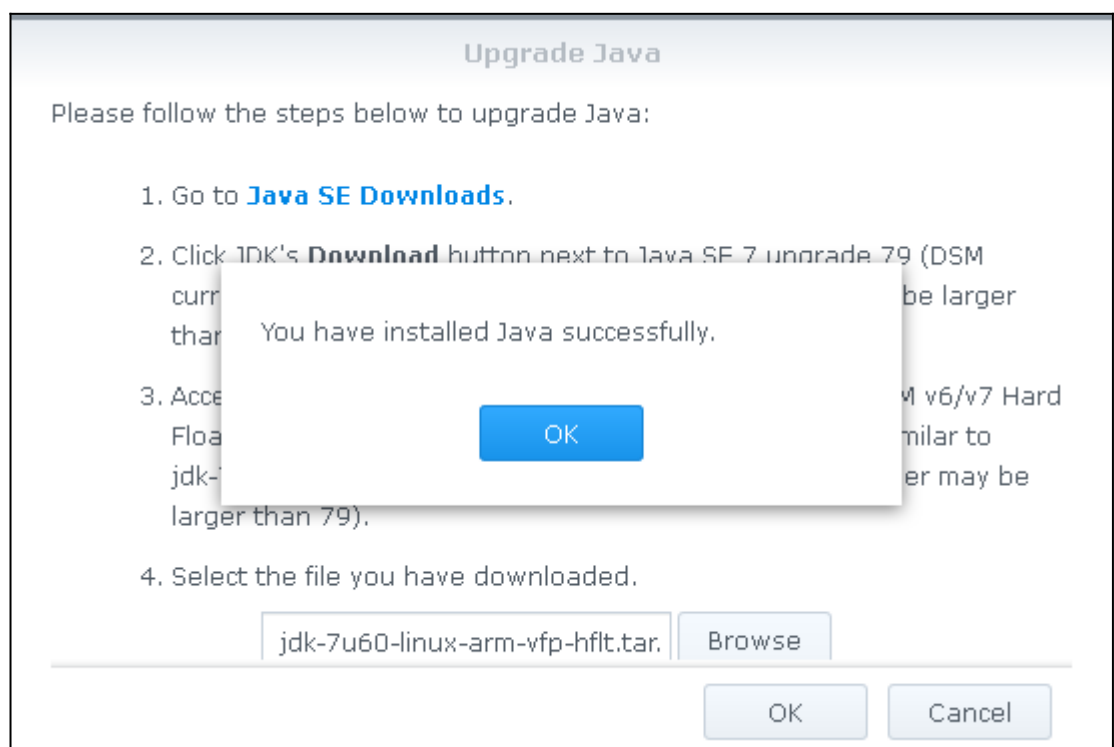 Upgrade Java
Please follow the steps below to upgrade Java:
1. Go to Java SE Downloads.
2. Click JDK's Download button next to Java SE 7 upgrade 79 (DSM
curr be larger
than
You have installed Java successfully.
3. Acce M v6/v7 Hard
Floa milar to
OK
jdk- er may be
larger than 79).
4. Select the file you have downloaded.
jdk-7u60-linux-arm-vfp-hflt.tar. Browse
OK Cancel